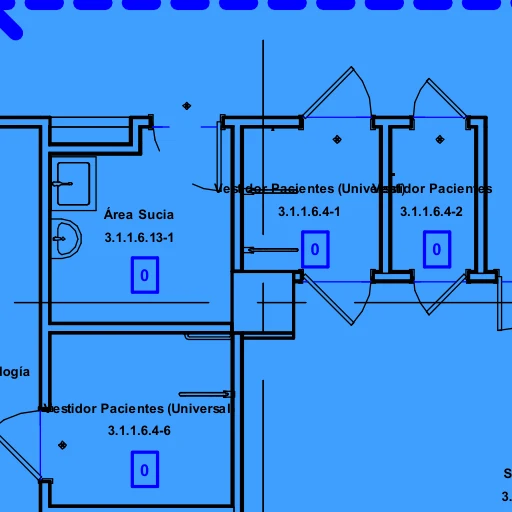 Vestidor Pacientes (Universal)
3.1.1.6.4-1
0
Vestidor Pacientes
3.1.1.6.4-2
0
Área Sucia
3.1.1.6.13-1
0
logía
Vestidor Pacientes (Universal
3.1.1.6.4-6
0
S
3.